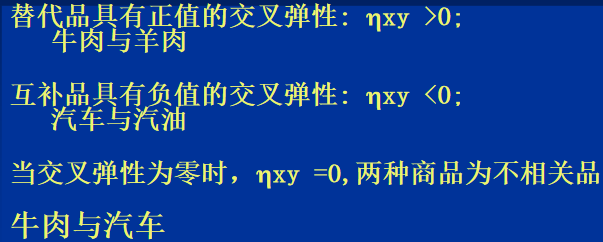 替代品具有正值的交叉弹性: ηxy >0;
牛肉与羊肉
互补品具有负值的交叉弹性: ηxy <0;
汽车与汽油
当交叉弹性为零时，ηxy =0,两种商品为不相关品
牛肉与汽车